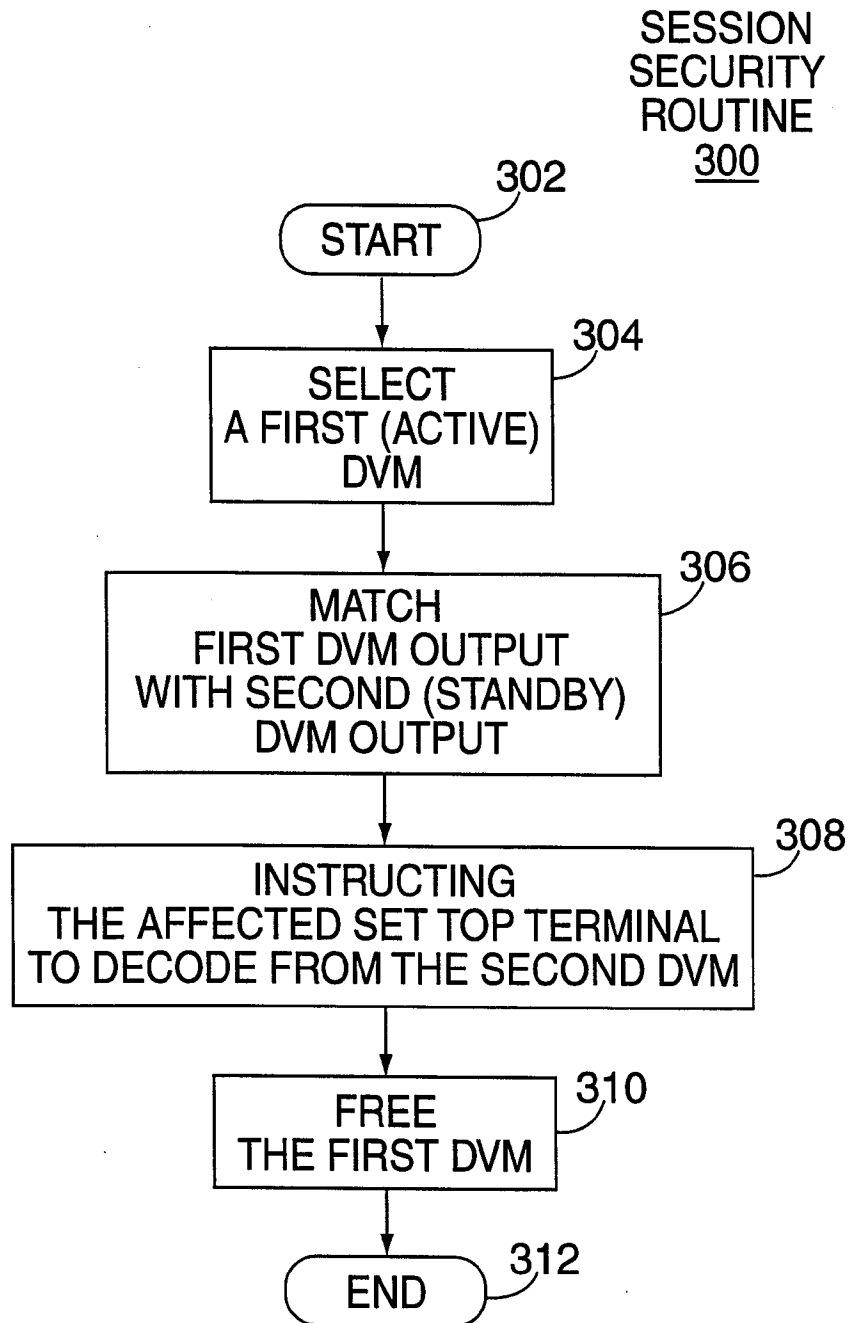 SESSION
SECURITY
ROUTINE
300
302
START
304
SELECT
A FIRST (ACTIVE)
DVM
306
MATCH
FIRST DVM OUTPUT
WITH SECOND (STANDBY)
DVM OUTPUT
308
INSTRUCTING
THE AFFECTED SET TOP TERMINAL
TO DECODE FROM THE SECOND DVM
310
FREE
THE FIRST DVM
312
END